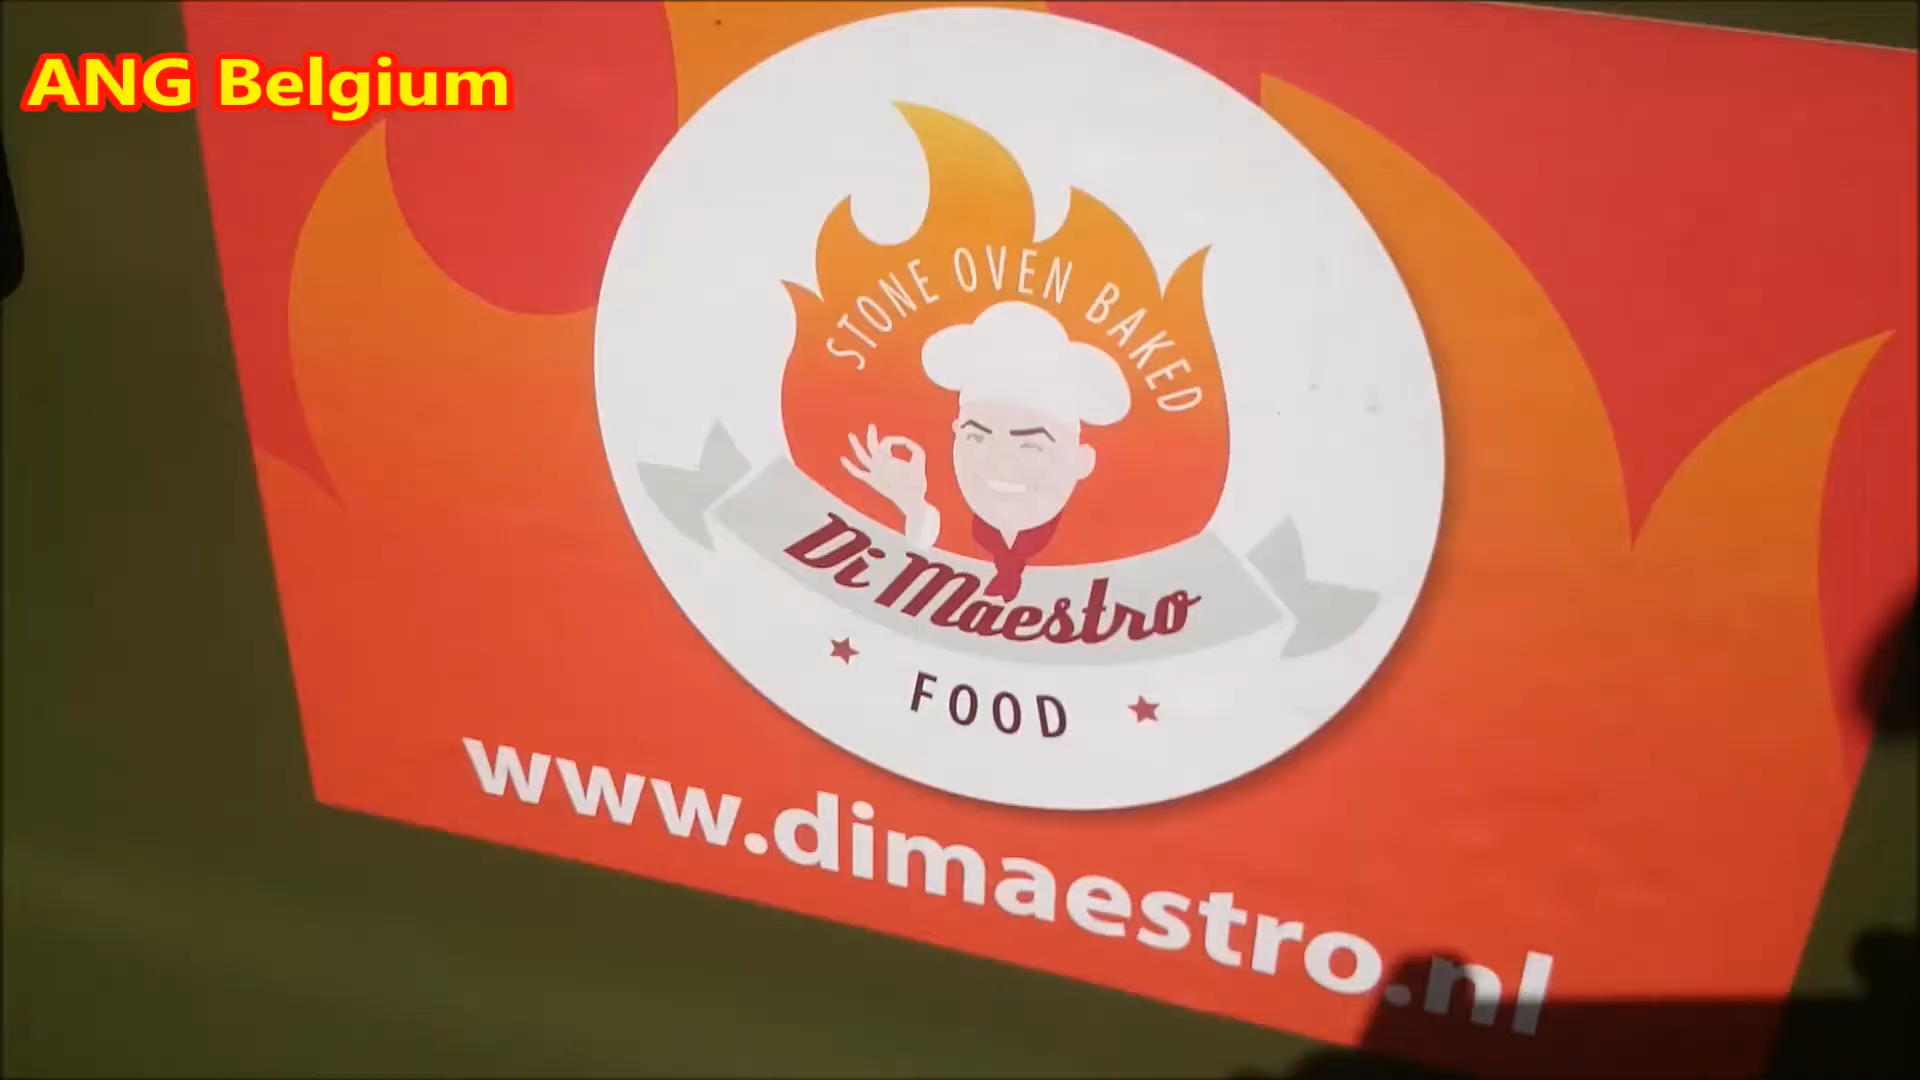 ANG Belgium
STONE OVEN BAKED
Di Maestro
FOOD
www.dimaestro.nl